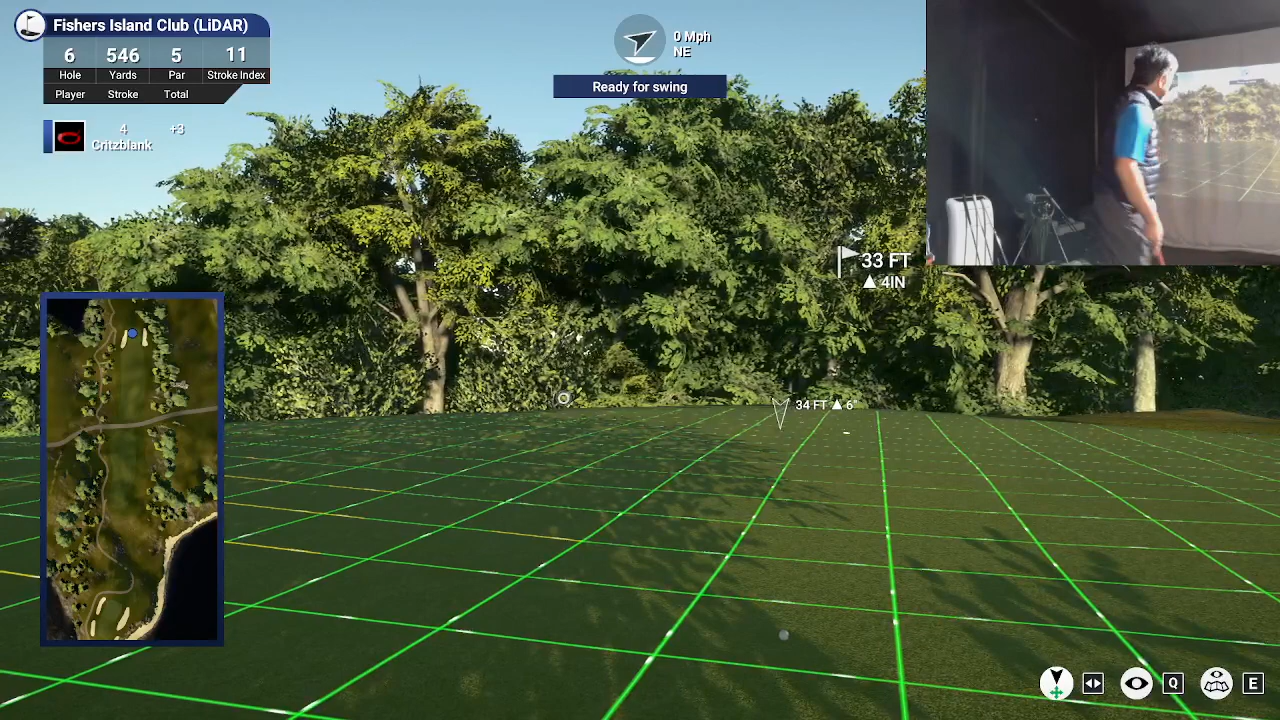 Fishers Island Club (LiDAR)
6 546 5 11
Hole Yards Par Stroke Index
Player Stroke Total
4 +3
Critzblank
0 Mph
NE
Ready for swing
33 FT
▲ 4IN
34 FT ▲ 6"
Q E